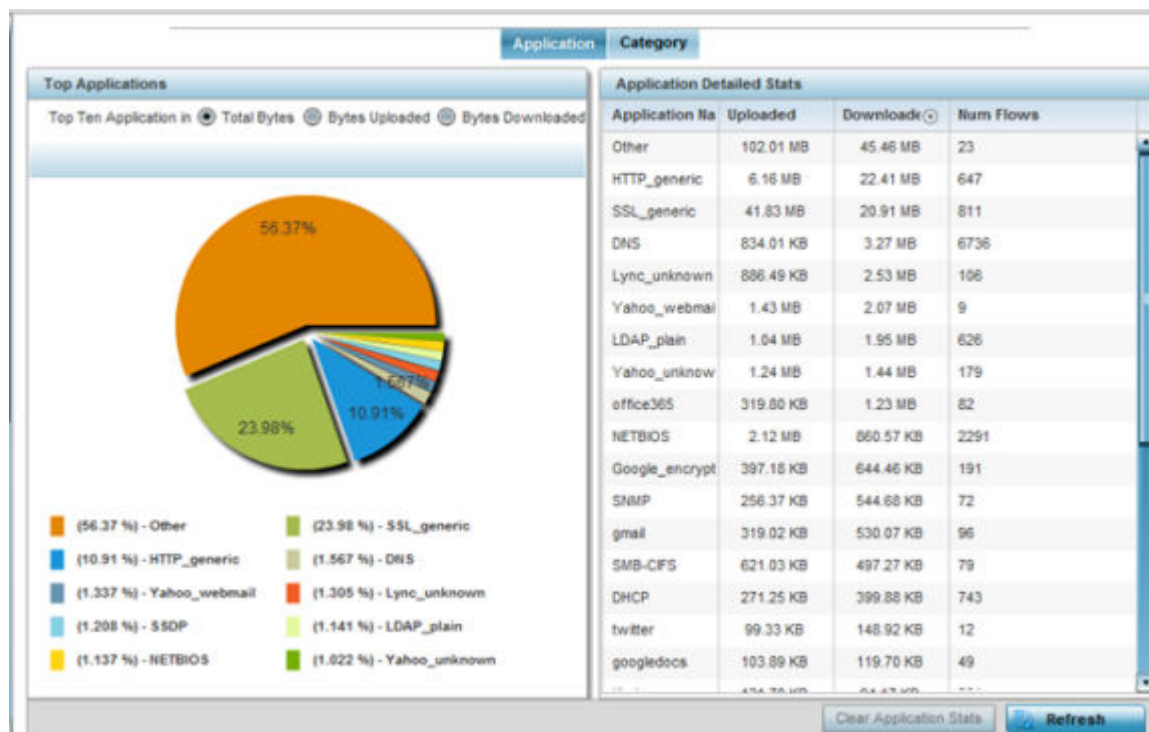 Application Category
Top Applications
Top Ten Application in Total Bytes Bytes Uploaded Bytes Downloaded
56.37%
23.98%
10.91%
1.567%
(56.37 %) - Other (23.98 %) - SSL_generic
(10.91 %) - HTTP_generic (1.567 %) - DNS
(1.337 %) - Yahoo_webmail (1.305 %) - Lync_unknown
(1.208 %) - SSDP (1.141 %) - LDAP_plain
(1.137 %) - NETBIOS (1.022 %) - Yahoo_unknown
Application Detailed Stats
Application Na Uploaded Downloade Num Flows
Other 102.01 MB 45.46 MB 23
HTTP_generic 6.16 MB 22.41 MB 647
SSL_generic 41.83 MB 20.91 MB 811
DNS 834.01 KB 3.27 MB 6736
Lync_unknown 886.49 KB 2.53 MB 106
Yahoo_webmai 1.43 MB 2.07 MB 9
LDAP_plain 1.04 MB 1.95 MB 626
Yahoo_unknow 1.24 MB 1.44 MB 179
office365 319.80 KB 1.23 MB 82
NETBIOS 2.12 MB 860.57 KB 2291
Google_encrypt 397.18 KB 644.46 KB 191
SNMP 256.37 KB 544.68 KB 72
gmail 319.02 KB 530.07 KB 96
SMB-CIFS 621.03 KB 497.27 KB 79
DHCP 271.25 KB 399.88 KB 743
twitter 99.33 KB 148.92 KB 12
googledocs 103.89 KB 119.70 KB 49
Clear Application Stats Refresh